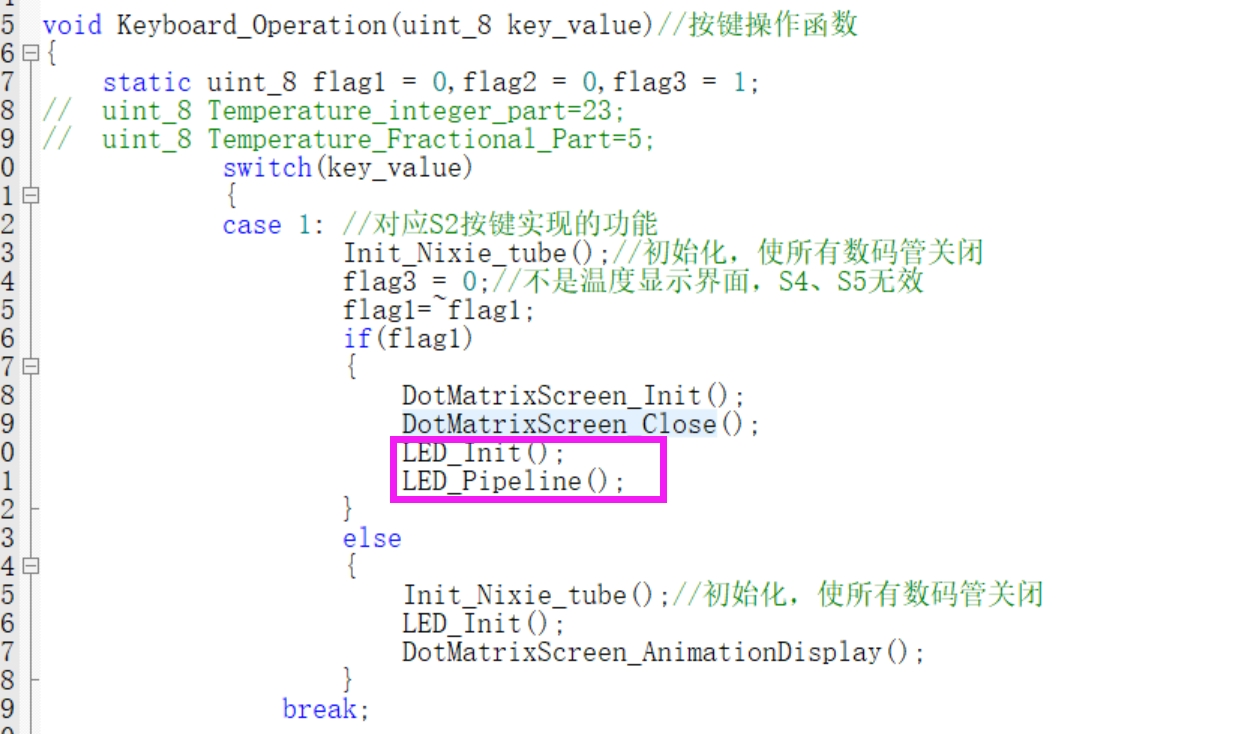 5 void Keyboard_Operation(uint_8 key_value)//按键操作函数
6 {
7 static uint_8 flag1 = 0,flag2 = 0,flag3 = 1;
8 // uint_8 Temperature_integer_part=23;
9 // uint_8 Temperature_Fractional_Part=5;
0 switch(key_value)
1 {
2 case 1: //对应S2按键实现的功能
3 Init_Nixie_tube();//初始化，使所有数码管关闭
4 flag3 = 0;//不是温度显示界面，S4、S5无效
5 flag1=~flag1;
6 if(flag1)
7 {
8 DotMatrixScreen_Init();
9 DotMatrixScreen_Close();
0 LED_Init();
1 LED_Pipeline();
2 }
3 else
4 {
5 Init_Nixie_tube();//初始化，使所有数码管关闭
6 LED_Init();
7 DotMatrixScreen_AnimationDisplay();
8 }
9 break;